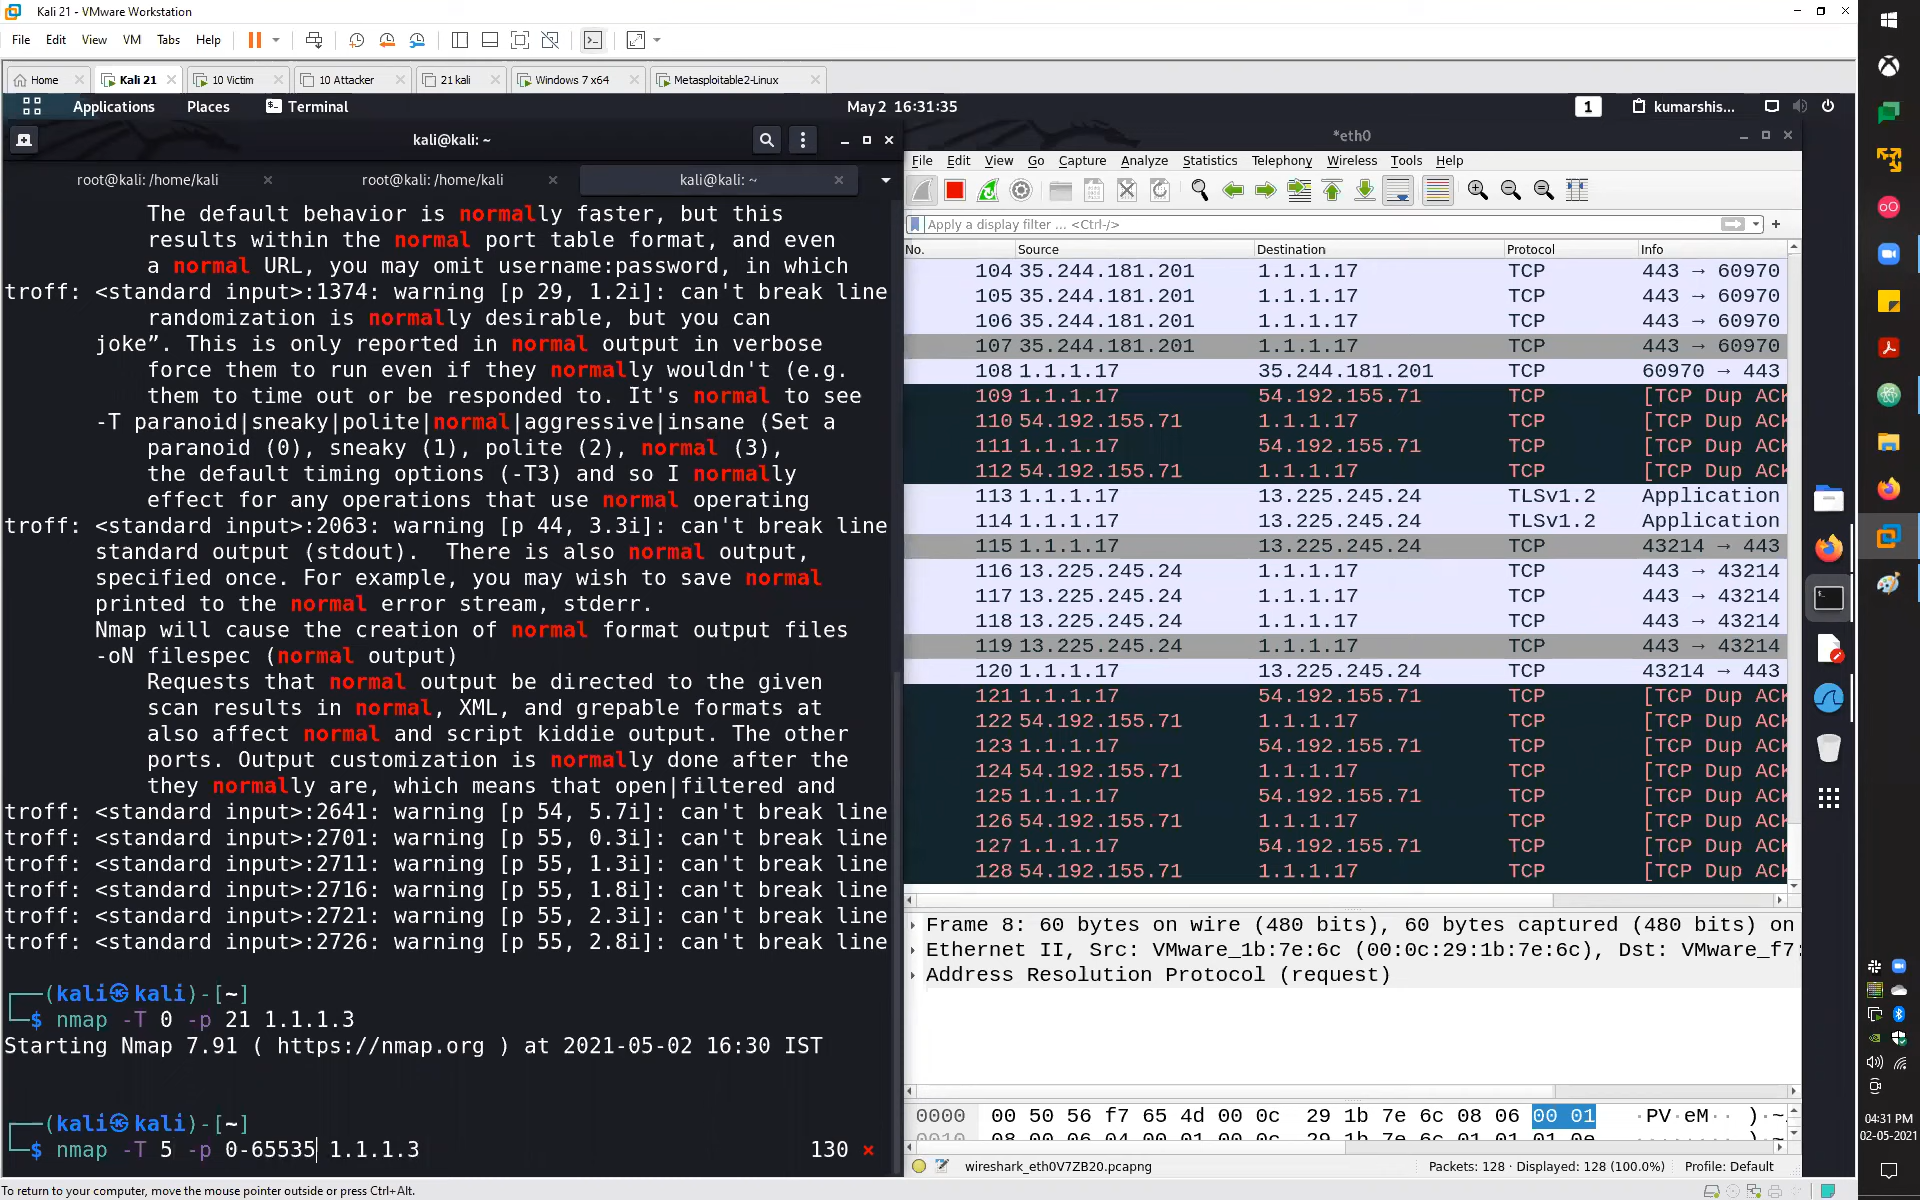 Kali 21 - VMware Workstation
File Edit View VM Tabs Help
Home Kali 21 10 Victim 10 Attacker 21 kali Windows 7 x64 Metasploitable2-Linux
Applications Places Terminal May 2 16:31:35 1 kumarshis...
kali@kali: ~
root@kali: /home/kali root@kali: /home/kali kali@kali: ~
The default behavior is normally faster, but this
results within the normal port table format, and even
a normal URL, you may omit username:password, in which
troff: <standard input>:1374: warning [p 29, 1.2i]: can't break line
randomization is normally desirable, but you can
joke”. This is only reported in normal output in verbose
force them to run even if they normally wouldn't (e.g.
them to time out or be responded to. It's normal to see
-T paranoid|sneaky|polite|normal|aggressive|insane (Set a
paranoid (0), sneaky (1), polite (2), normal (3),
the default timing options (-T3) and so I normally
effect for any operations that use normal operating
troff: <standard input>:2063: warning [p 44, 3.3i]: can't break line
standard output (stdout). There is also normal output,
specified once. For example, you may wish to save normal
printed to the normal error stream, stderr.
Nmap will cause the creation of normal format output files
-oN filespec (normal output)
Requests that normal output be directed to the given
scan results in normal, XML, and grepable formats at
also affect normal and script kiddie output. The other
ports. Output customization is normally done after the
they normally are, which means that open|filtered and
troff: <standard input>:2641: warning [p 54, 5.7i]: can't break line
troff: <standard input>:2701: warning [p 55, 0.3i]: can't break line
troff: <standard input>:2711: warning [p 55, 1.3i]: can't break line
troff: <standard input>:2716: warning [p 55, 1.8i]: can't break line
troff: <standard input>:2721: warning [p 55, 2.3i]: can't break line
troff: <standard input>:2726: warning [p 55, 2.8i]: can't break line
(kali㉿kali)-[~]
$ nmap -T 0 -p 21 1.1.1.3
Starting Nmap 7.91 ( https://nmap.org ) at 2021-05-02 16:30 IST
(kali㉿kali)-[~]
$ nmap -T 5 -p 0-65535 1.1.1.3 130 ⨯
*eth0
File Edit View Go Capture Analyze Statistics Telephony Wireless Tools Help
Apply a display filter ... <Ctrl-/>
No. Source Destination Protocol Info
104 35.244.181.201 1.1.1.17 TCP 443 → 60970
105 35.244.181.201 1.1.1.17 TCP 443 → 60970
106 35.244.181.201 1.1.1.17 TCP 443 → 60970
107 35.244.181.201 1.1.1.17 TCP 443 → 60970
108 1.1.1.17 35.244.181.201 TCP 60970 → 443
109 1.1.1.17 54.192.155.71 TCP [TCP Dup ACK
110 54.192.155.71 1.1.1.17 TCP [TCP Dup ACK
111 1.1.1.17 54.192.155.71 TCP [TCP Dup ACK
112 54.192.155.71 1.1.1.17 TCP [TCP Dup ACK
113 1.1.1.17 13.225.245.24 TLSv1.2 Application
114 1.1.1.17 13.225.245.24 TLSv1.2 Application
115 1.1.1.17 13.225.245.24 TCP 43214 → 443
116 13.225.245.24 1.1.1.17 TCP 443 → 43214
117 13.225.245.24 1.1.1.17 TCP 443 → 43214
118 13.225.245.24 1.1.1.17 TCP 443 → 43214
119 13.225.245.24 1.1.1.17 TCP 443 → 43214
120 1.1.1.17 13.225.245.24 TCP 43214 → 443
121 1.1.1.17 54.192.155.71 TCP [TCP Dup ACK
122 54.192.155.71 1.1.1.17 TCP [TCP Dup ACK
123 1.1.1.17 54.192.155.71 TCP [TCP Dup ACK
124 54.192.155.71 1.1.1.17 TCP [TCP Dup ACK
125 1.1.1.17 54.192.155.71 TCP [TCP Dup ACK
126 54.192.155.71 1.1.1.17 TCP [TCP Dup ACK
127 1.1.1.17 54.192.155.71 TCP [TCP Dup ACK
128 54.192.155.71 1.1.1.17 TCP [TCP Dup ACK
Frame 8: 60 bytes on wire (480 bits), 60 bytes captured (480 bits) on
Ethernet II, Src: VMware_1b:7e:6c (00:0c:29:1b:7e:6c), Dst: VMware_f7:
Address Resolution Protocol (request)
0000 00 50 56 f7 65 4d 00 0c 29 1b 7e 6c 08 06 00 01 ·PV·eM·· )·~
wireshark_eth0V7ZB20.pcapng Packets: 128 · Displayed: 128 (100.0%) Profile: Default
04:31 PM
02-05-2021
To return to your computer, move the mouse pointer outside or press Ctrl+Alt.